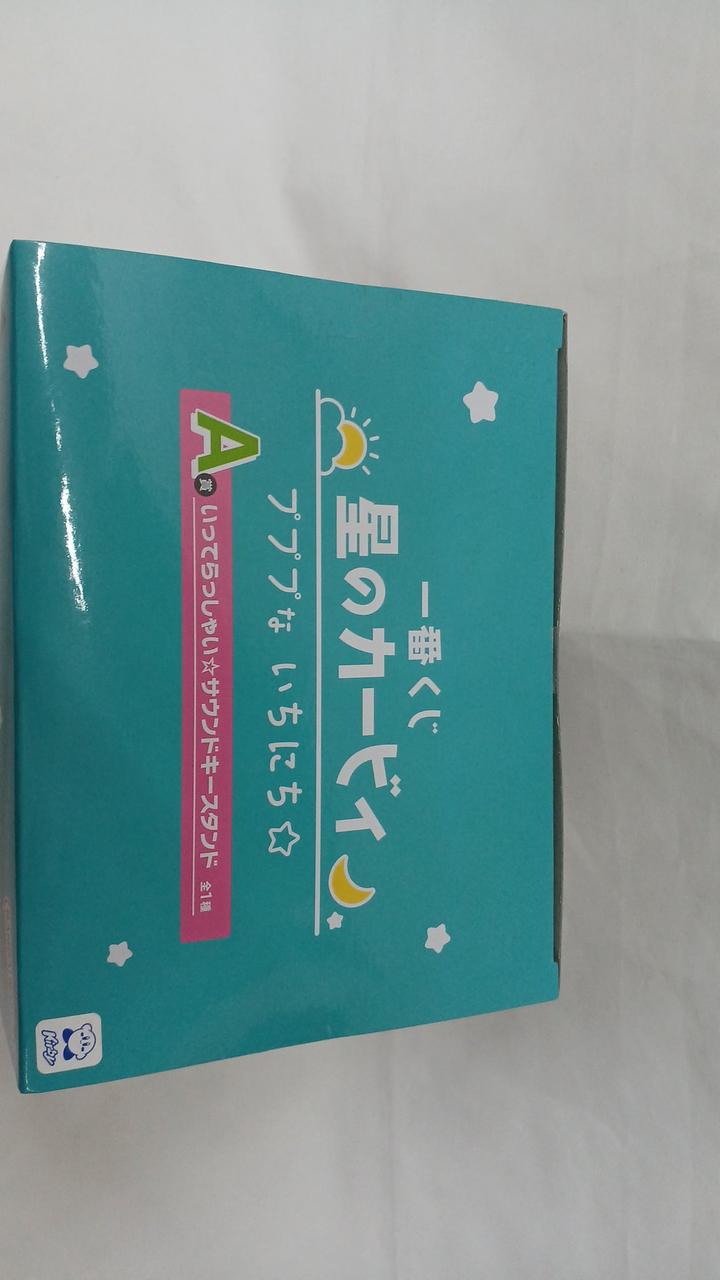 一番くじ
星のカービィ
プププな いちにち☆
A賞 いってらっしゃい☆サウンドキースタンド 全1種
Kirby